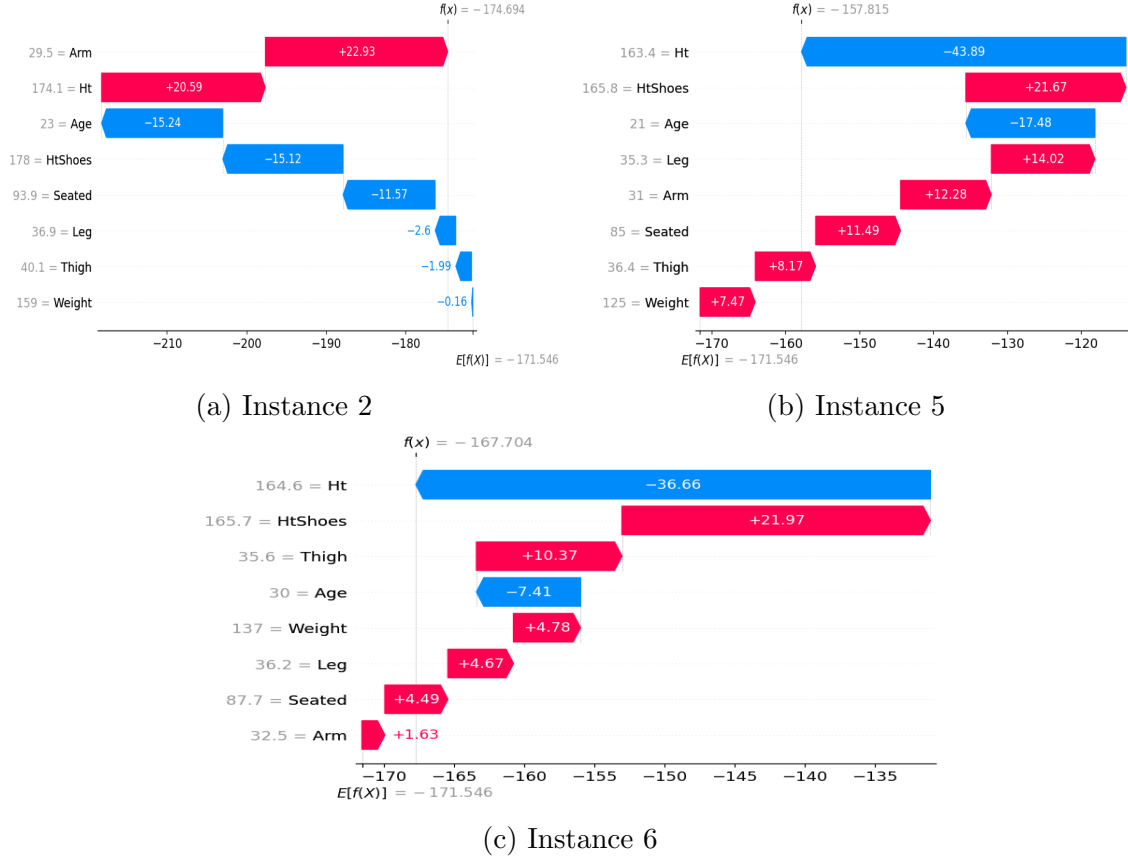 f(x) = −174.694
29.5 = Arm
+22.93
174.1 = Ht
+20.59
23 = Age
−15.24
178 = HtShoes
−15.12
93.9 = Seated
−11.57
36.9 = Leg
−2.6
40.1 = Thigh
−1.99
159 = Weight
−0.16
−210 −200 −190 −180
E[f(X)] = −171.546
(a) Instance 2
f(x) = −157.815
163.4 = Ht
−43.89
165.8 = HtShoes
+21.67
21 = Age
−17.48
35.3 = Leg
+14.02
31 = Arm
+12.28
85 = Seated
+11.49
36.4 = Thigh
+8.17
125 = Weight
+7.47
−170 −160 −150 −140 −130 −120
E[f(X)] = −171.546
(b) Instance 5
f(x) = −167.704
164.6 = Ht
−36.66
165.7 = HtShoes
+21.97
35.6 = Thigh
+10.37
30 = Age
−7.41
137 = Weight
+4.78
36.2 = Leg
+4.67
87.7 = Seated
+4.49
32.5 = Arm
+1.63
−170 −165 −160 −155 −150 −145 −140 −135
E[f(X)] = −171.546
(c) Instance 6